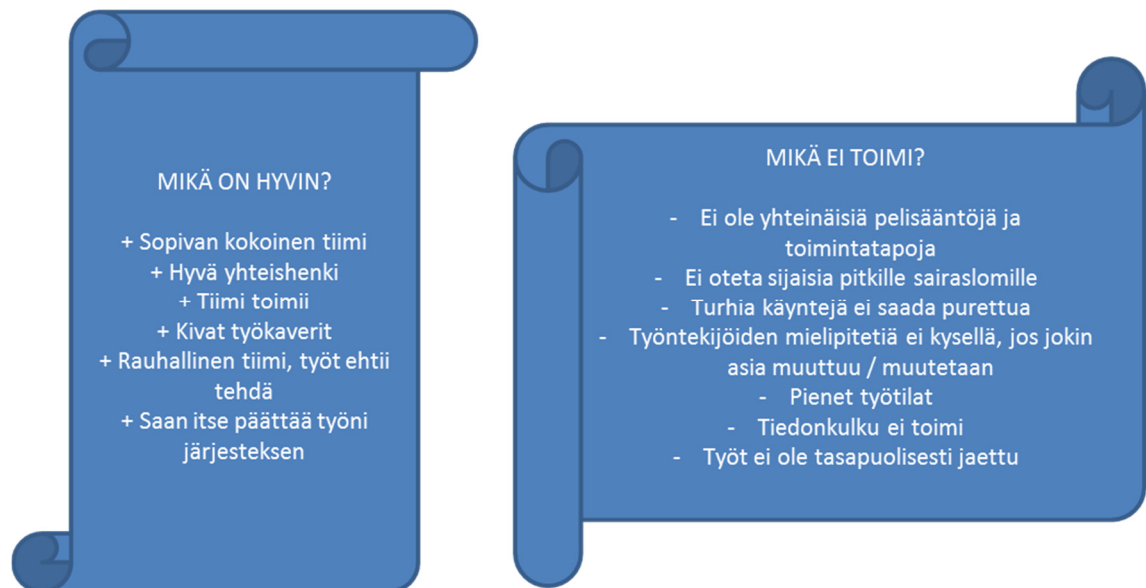 MIKÄ ON HYVIN?
+ Sopivan kokoinen tiimi
+ Hyvä yhteishenki
+ Tiimi toimii
+ Kivat työkaverit
+ Rauhallinen tiimi, työt ehtii
tehdä
+ Saan itse päättää työni
järjesteksen
MIKÄ EI TOIMI?
- Ei ole yhteinäisiä pelisääntöjä ja
toimintatapoja
- Ei oteta sijaisia pitkille sairaslomille
- Turhia käyntejä ei saada purettua
- Työntekijöiden mielipitetiä ei kysellä, jos jokin
asia muuttuu / muutetaan
- Pienet työtilat
- Tiedonkulku ei toimi
- Työt ei ole tasapuolisesti jaettu